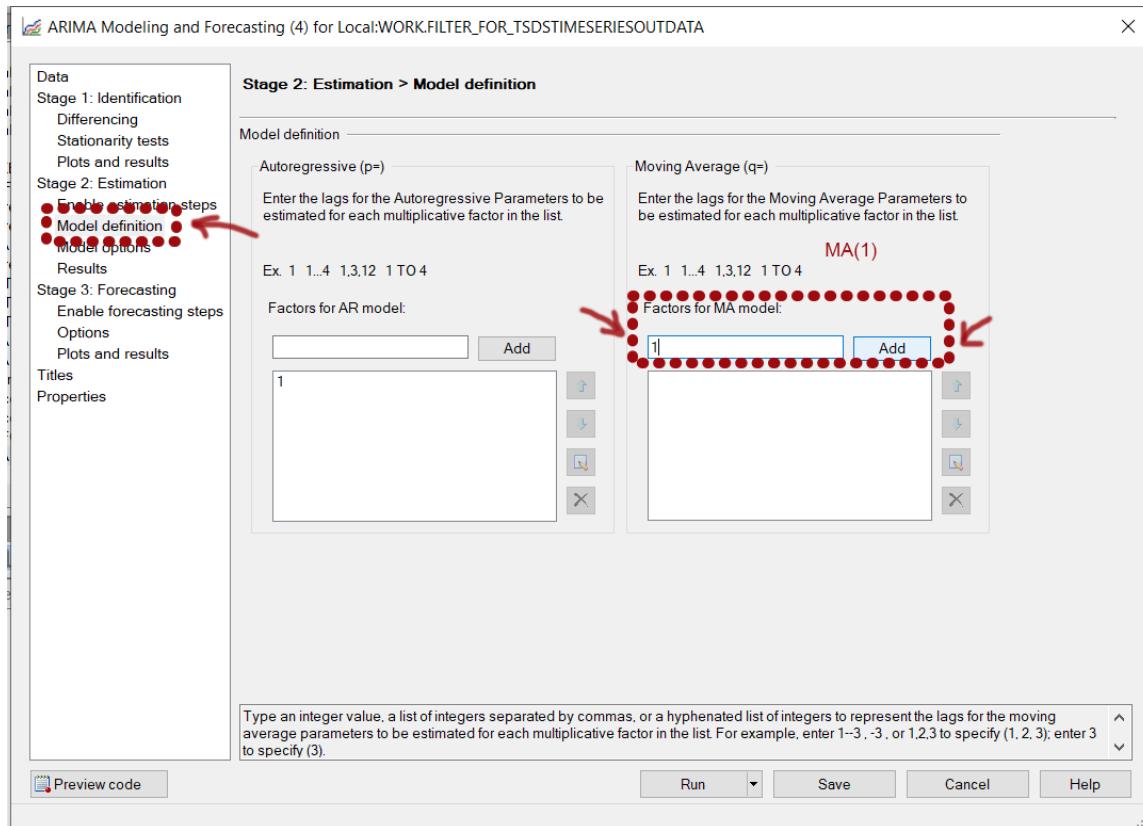 ARIMA Modeling and Forecasting (4) for Local:WORK.FILTER_FOR_TSDSTIMESERIESOUTDATA
Data
Stage 1: Identification
Differencing
Stationarity tests
Plots and results
Stage 2: Estimation
Enable estimation steps
Model definition
Model options
Results
Stage 3: Forecasting
Enable forecasting steps
Options
Plots and results
Titles
Properties
Stage 2: Estimation > Model definition
Model definition
Autoregressive (p=)
Enter the lags for the Autoregressive Parameters to be
estimated for each multiplicative factor in the list.
Ex. 1 1...4 1,3,12 1 TO 4
Factors for AR model:
Add
1
Moving Average (q=)
Enter the lags for the Moving Average Parameters to
be estimated for each multiplicative factor in the list.
MA(1)
Ex. 1 1...4 1,3,12 1 TO 4
Factors for MA model:
1
Add
Type an integer value, a list of integers separated by commas, or a hyphenated list of integers to represent the lags for the moving
average parameters to be estimated for each multiplicative factor in the list. For example, enter 1--3 , -3 , or 1,2,3 to specify (1, 2, 3); enter 3
to specify (3).
Preview code
Run
Save
Cancel
Help